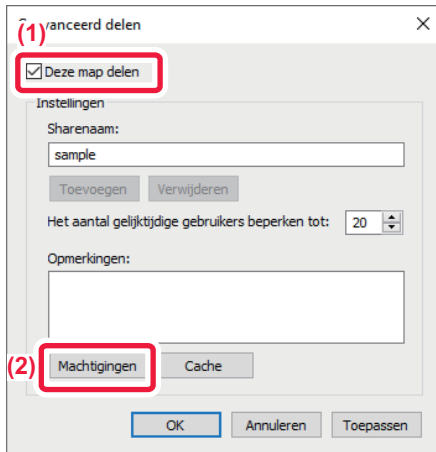 Geavanceerd delen
(1)
Deze map delen
Instellingen
Sharenaam:
sample
Toevoegen Verwijderen
Het aantal gelijktijdige gebruikers beperken tot: 20
Opmerkingen:
(2) Machtigingen Cache
OK Annuleren Toepassen